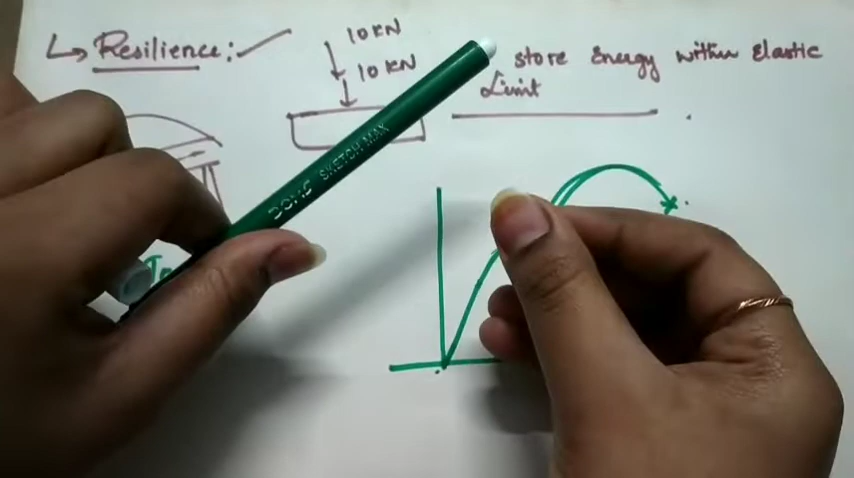 ↳ Resilience:
10 KN
10 KN
store Energy within Elastic
Limit
DOMS SKETCH MAX